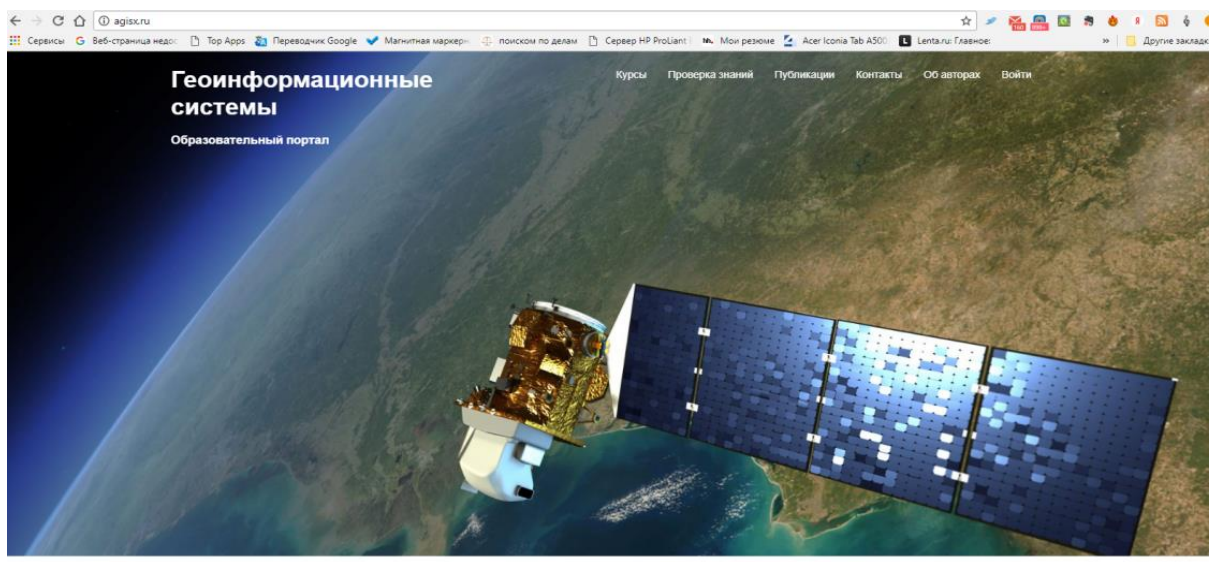 agisx.ru
Сервисы Веб-страница недос Top Apps Переводчик Google Магнитная маркерн поиском по делам Сервер HP ProLiant Мои резюме Acer Iconia Tab A500 Lenta.ru: Главное: » Другие закладк
Геоинформационные
системы
Курсы Проверка знаний Публикации Контакты Об авторах Войти
Образовательный портал